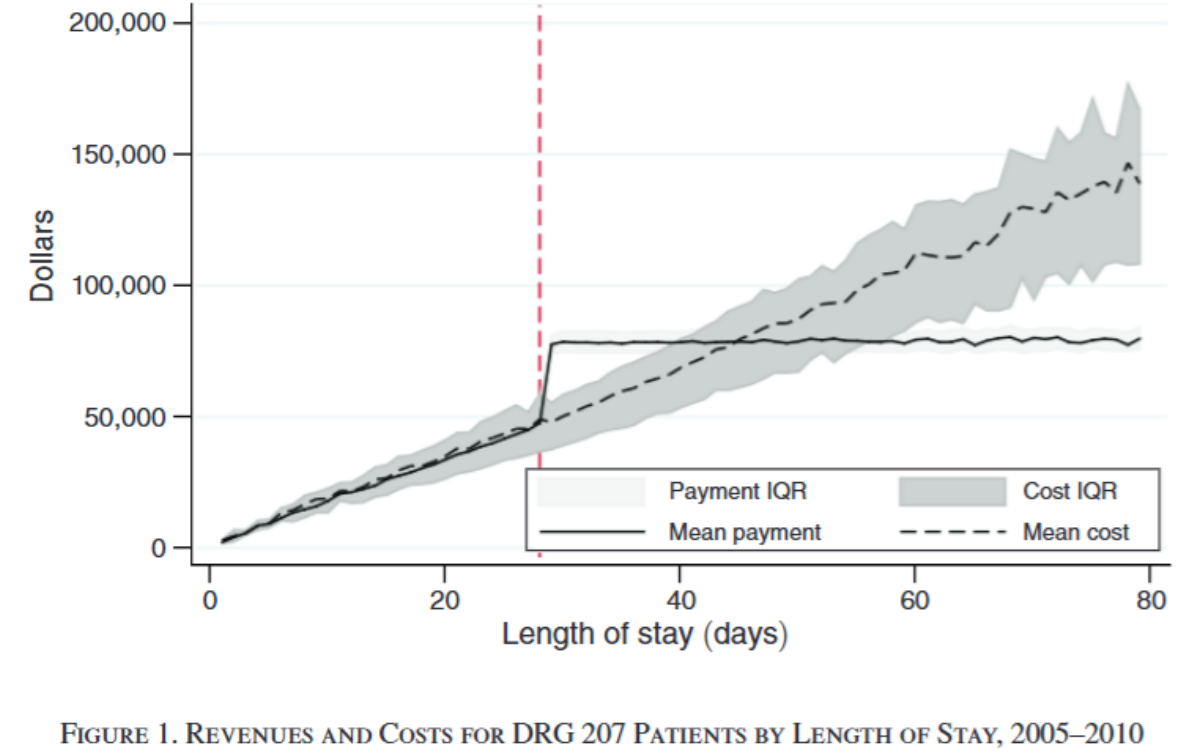 200,000
150,000
100,000
50,000
0
Dollars
Payment IQR Cost IQR
Mean payment Mean cost
0 20 40 60 80
Length of stay (days)
FIGURE 1. REVENUES AND COSTS FOR DRG 207 PATIENTS BY LENGTH OF STAY, 2005–2010